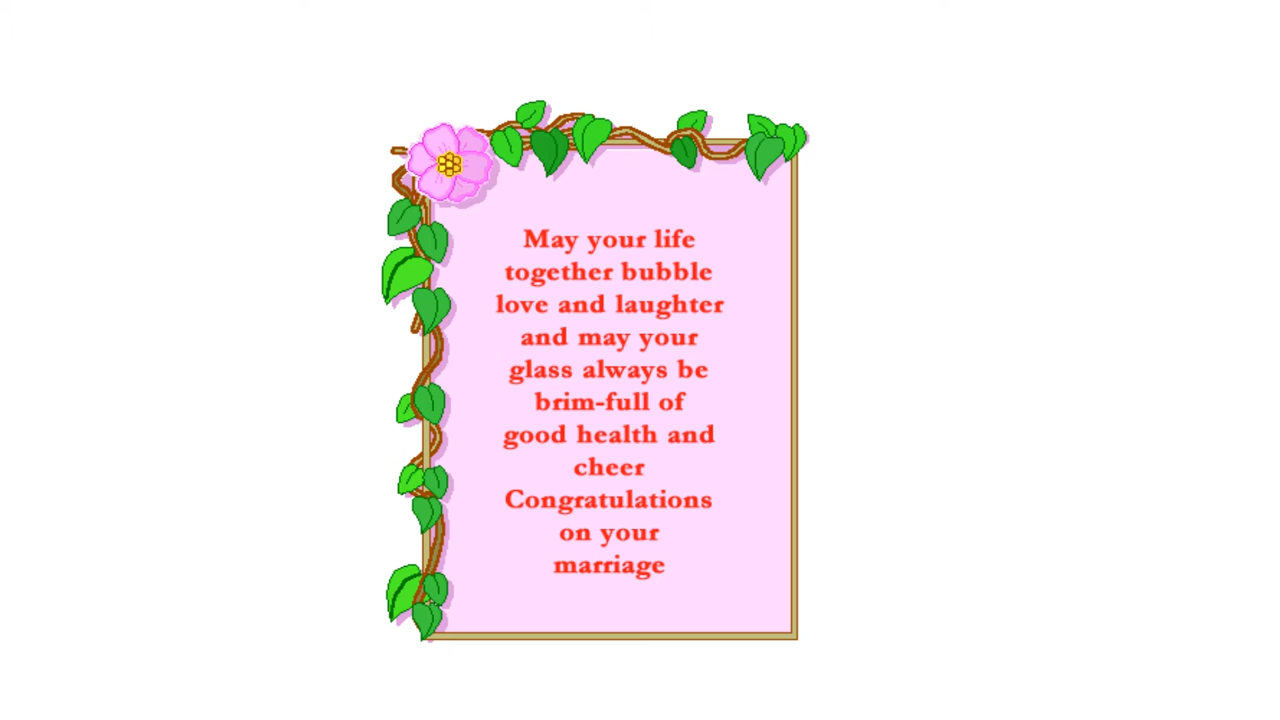 May your life
together bubble
love and laughter
and may your
glass always be
brim-full of
good health and
cheer
Congratulations
on your
marriage